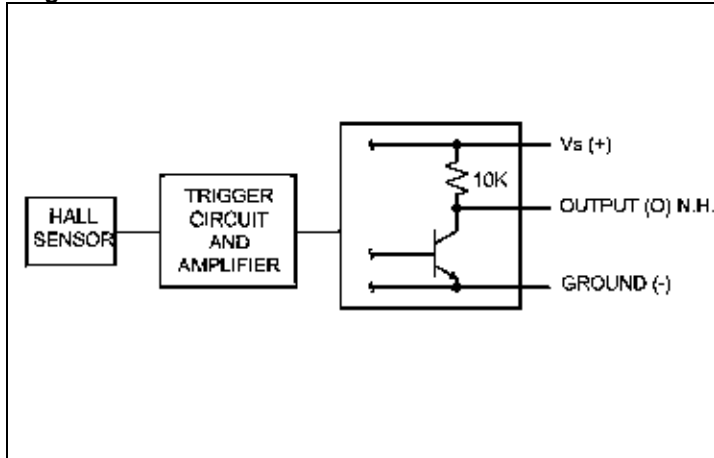 HALL
SENSOR
TRIGGER
CIRCUIT
AND
AMPLIFIER
Vs (+)
10K
OUTPUT (O) N.H.
GROUND (-)